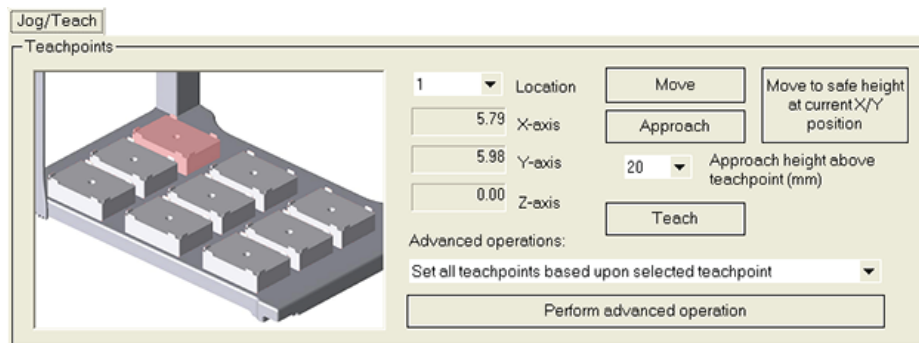 Jog/Teach
Teachpoints
1
Location
Move
Move to safe height
at current X/Y
position
5.79
X-axis
Approach
5.98
Y-axis
20
Approach height above
teachpoint (mm)
0.00
Z-axis
Teach
Advanced operations:
Set all teachpoints based upon selected teachpoint
Perform advanced operation